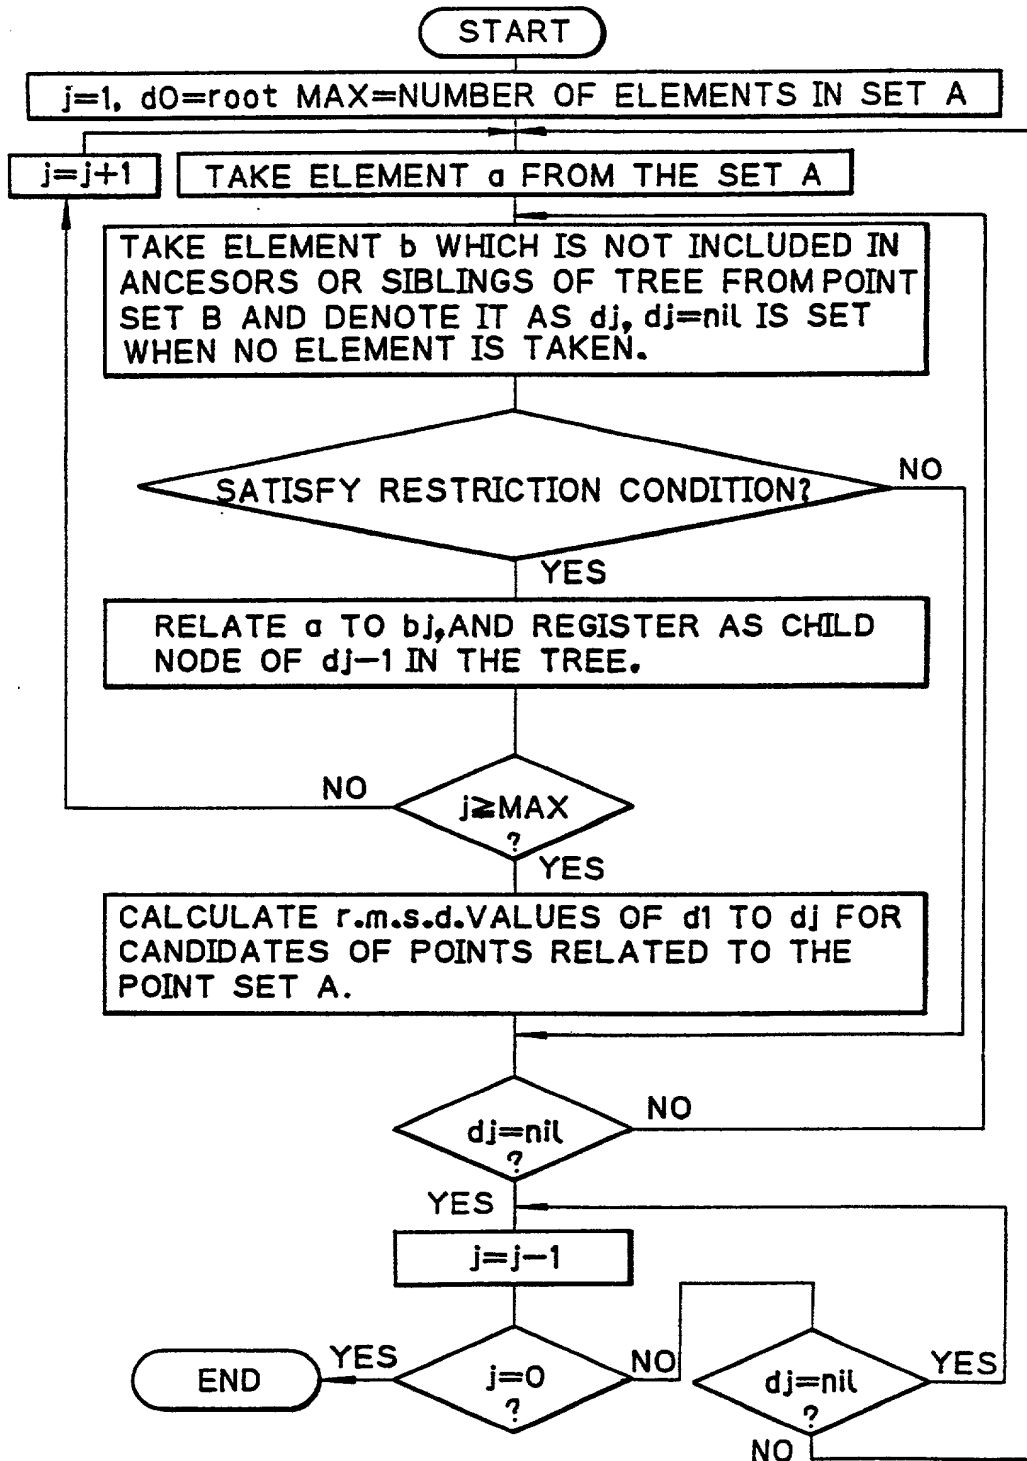 START
j=1, d0=root MAX=NUMBER OF ELEMENTS IN SET A
j=j+1
TAKE ELEMENT a FROM THE SET A
TAKE ELEMENT b WHICH IS NOT INCLUDED IN
ANCESORS OR SIBLINGS OF TREE FROM POINT
SET B AND DENOTE IT AS dj, dj=nil IS SET
WHEN NO ELEMENT IS TAKEN.
NO
SATISFY RESTRICTION CONDITION?
YES
RELATE a TO bj,AND REGISTER AS CHILD
NODE OF dj-1 IN THE TREE.
NO
j≧MAX
?
YES
CALCULATE r.m.s.d.VALUES OF d1 TO dj FOR
CANDIDATES OF POINTS RELATED TO THE
POINT SET A.
NO
dj=nil
?
YES
j=j-1
YES
NO
YES
END
j=0
?
dj=nil
?
NO